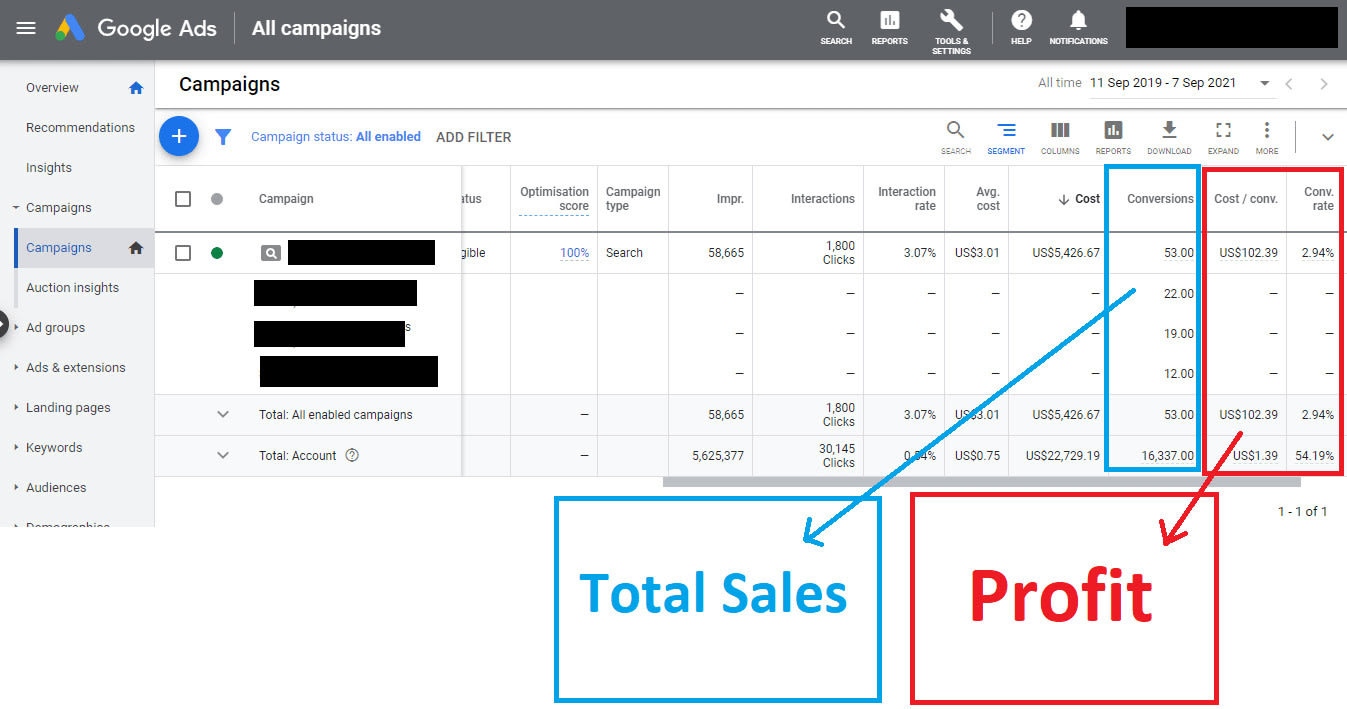 Google Ads All campaigns
SEARCH REPORTS TOOLS & SETTINGS HELP NOTIFICATIONS
Overview
Recommendations
Insights
Campaigns
Campaigns
Auction insights
Ad groups
Ads & extensions
Landing pages
Keywords
Audiences
Demographics
Campaigns All time 11 Sep 2019 - 7 Sep 2021
Campaign status: All enabled ADD FILTER SEARCH SEGMENT COLUMNS REPORTS DOWNLOAD EXPAND MORE
Campaign atus Optimisation score Campaign type Impr. Interactions Interaction rate Avg. cost Cost Conversions Cost / conv. Conv. rate
gible 100% Search 58,665 1,800 Clicks 3.07% US$3.01 US$5,426.67 53.00 US$102.39 2.94%
— — — — — 22.00 — —
s — — — — — 19.00 — —
— — — — — 12.00 — —
Total: All enabled campaigns — 58,665 1,800 Clicks 3.07% US$3.01 US$5,426.67 53.00 US$102.39 2.94%
Total: Account — 5,625,377 30,145 Clicks 0.54% US$0.75 US$22,729.19 16,337.00 US$1.39 54.19%
1 - 1 of 1
Total Sales
Profit